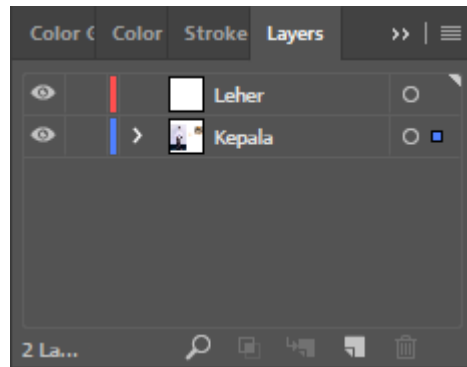 Color G Color Stroke Layers
Leher
Kepala
2 La...